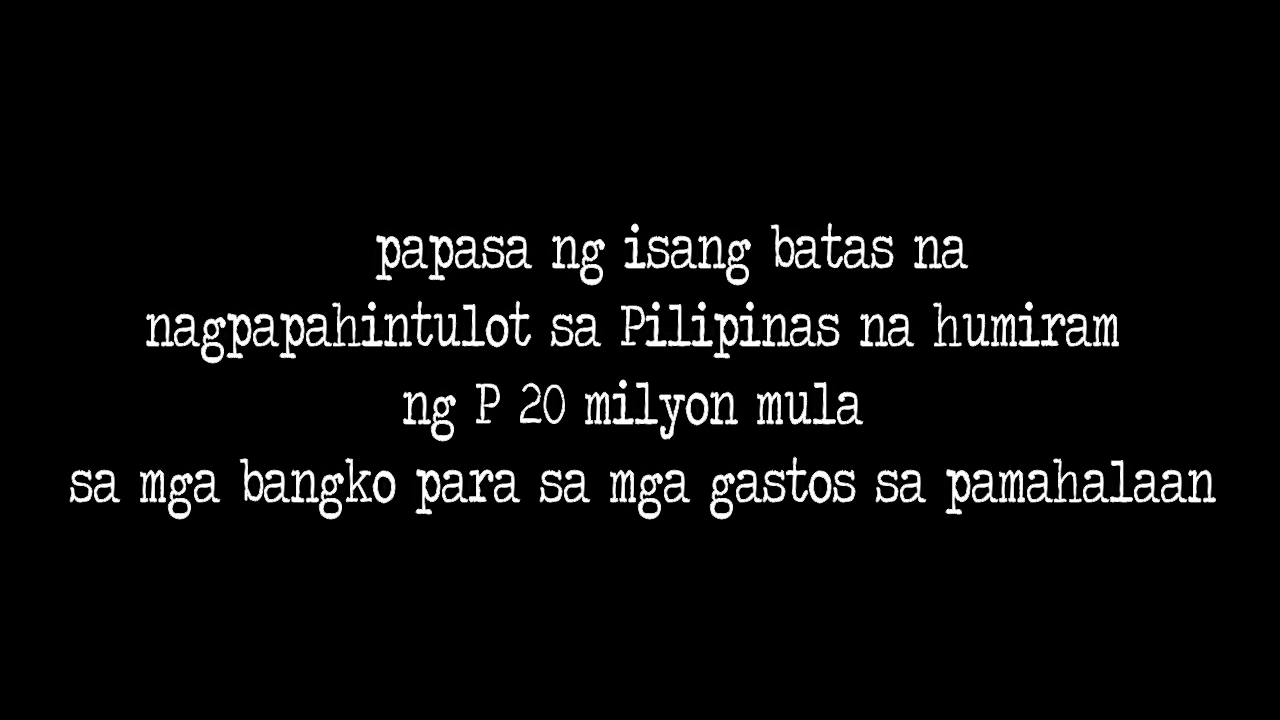 papasa ng isang batas na
nagpapahintulot sa Pilipinas na humiram
ng P 20 milyon mula
sa mga bangko para sa mga gastos sa pamahalaan